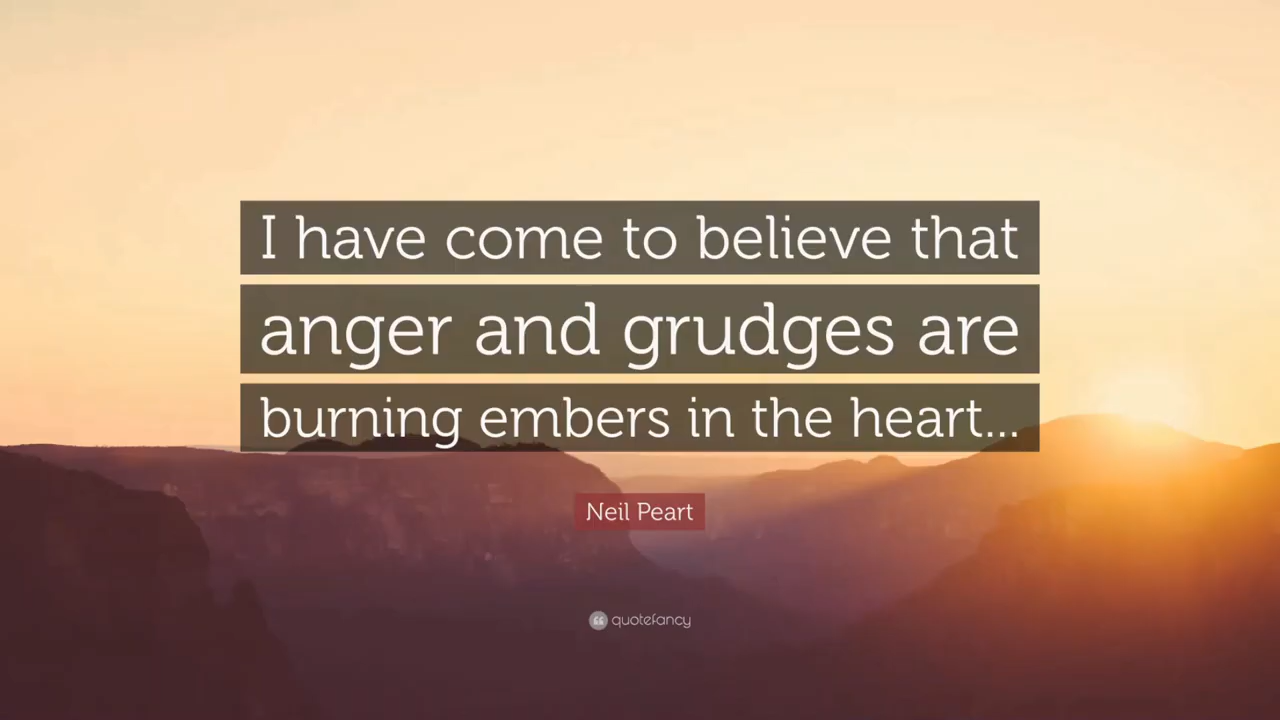 I have come to believe that
anger and grudges are
burning embers in the heart...
Neil Peart
quotefancy